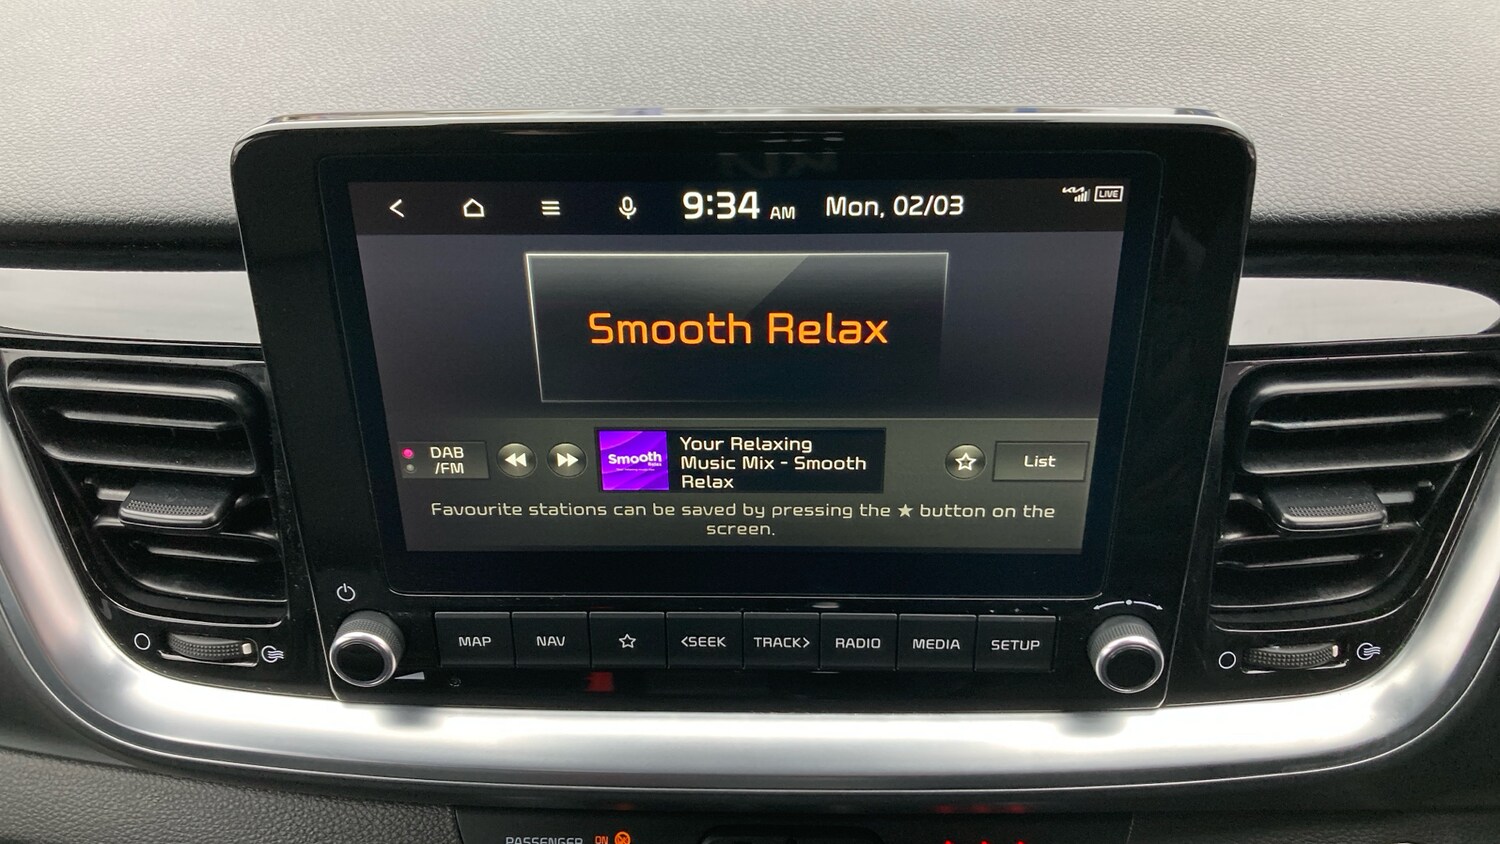 9:34 AM Mon, 02/03
LIVE
Smooth Relax
DAB
/FM
Smooth
Relax
Your Relaxing
Music Mix - Smooth
Relax
List
Favourite stations can be saved by pressing the ★ button on the
screen.
MAP NAV ☆ <SEEK TRACK> RADIO MEDIA SETUP
PASSENGER ON